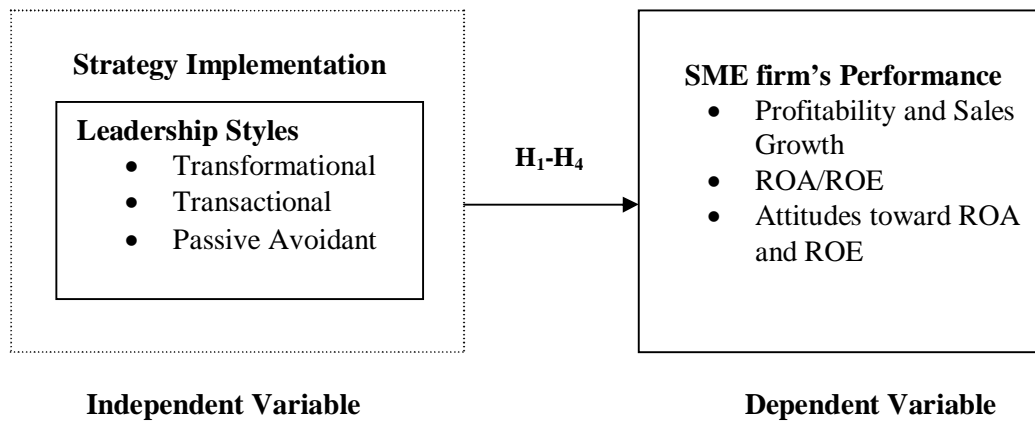 Strategy Implementation
Leadership Styles
• Transformational
• Transactional
• Passive Avoidant
H1-H4
SME firm's Performance
• Profitability and Sales
Growth
• ROA/ROE
• Attitudes toward ROA
and ROE
Independent Variable
Dependent Variable